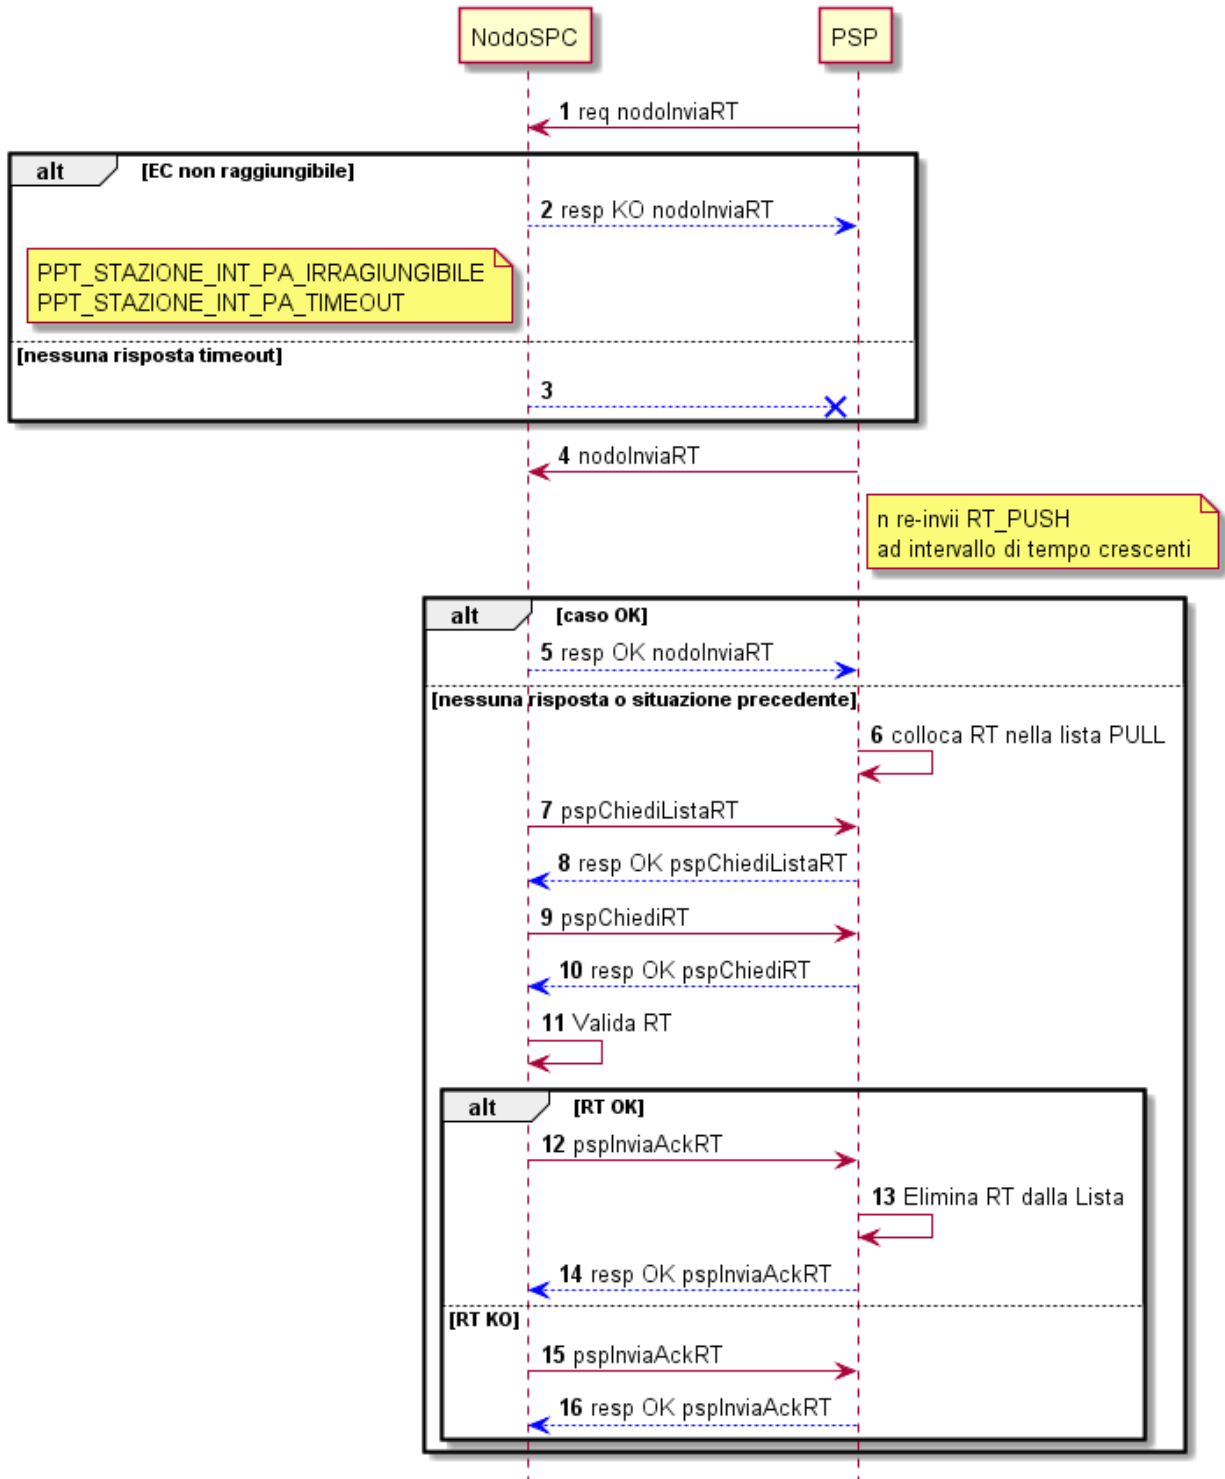 NodoSPC
PSP
1 req nodoInviaRT
alt
[EC non raggiungibile]
2 resp KO nodoInviaRT
PPT_STAZIONE_INT_PA_IRRAGIUNGIBILE
PPT_STAZIONE_INT_PA_TIMEOUT
[nessuna risposta timeout]
3
4 nodoInviaRT
n re-invii RT_PUSH
ad intervallo di tempo crescenti
alt
[caso OK]
5 resp OK nodoInviaRT
[nessuna risposta o situazione precedente]
6 colloca RT nella lista PULL
7 pspChiediListaRT
8 resp OK pspChiediListaRT
9 pspChiediRT
10 resp OK pspChiediRT
11 Valida RT
alt
[RT OK]
12 pspInviaAckRT
13 Elimina RT dalla Lista
14 resp OK pspInviaAckRT
[RT KO]
15 pspInviaAckRT
16 resp OK pspInviaAckRT